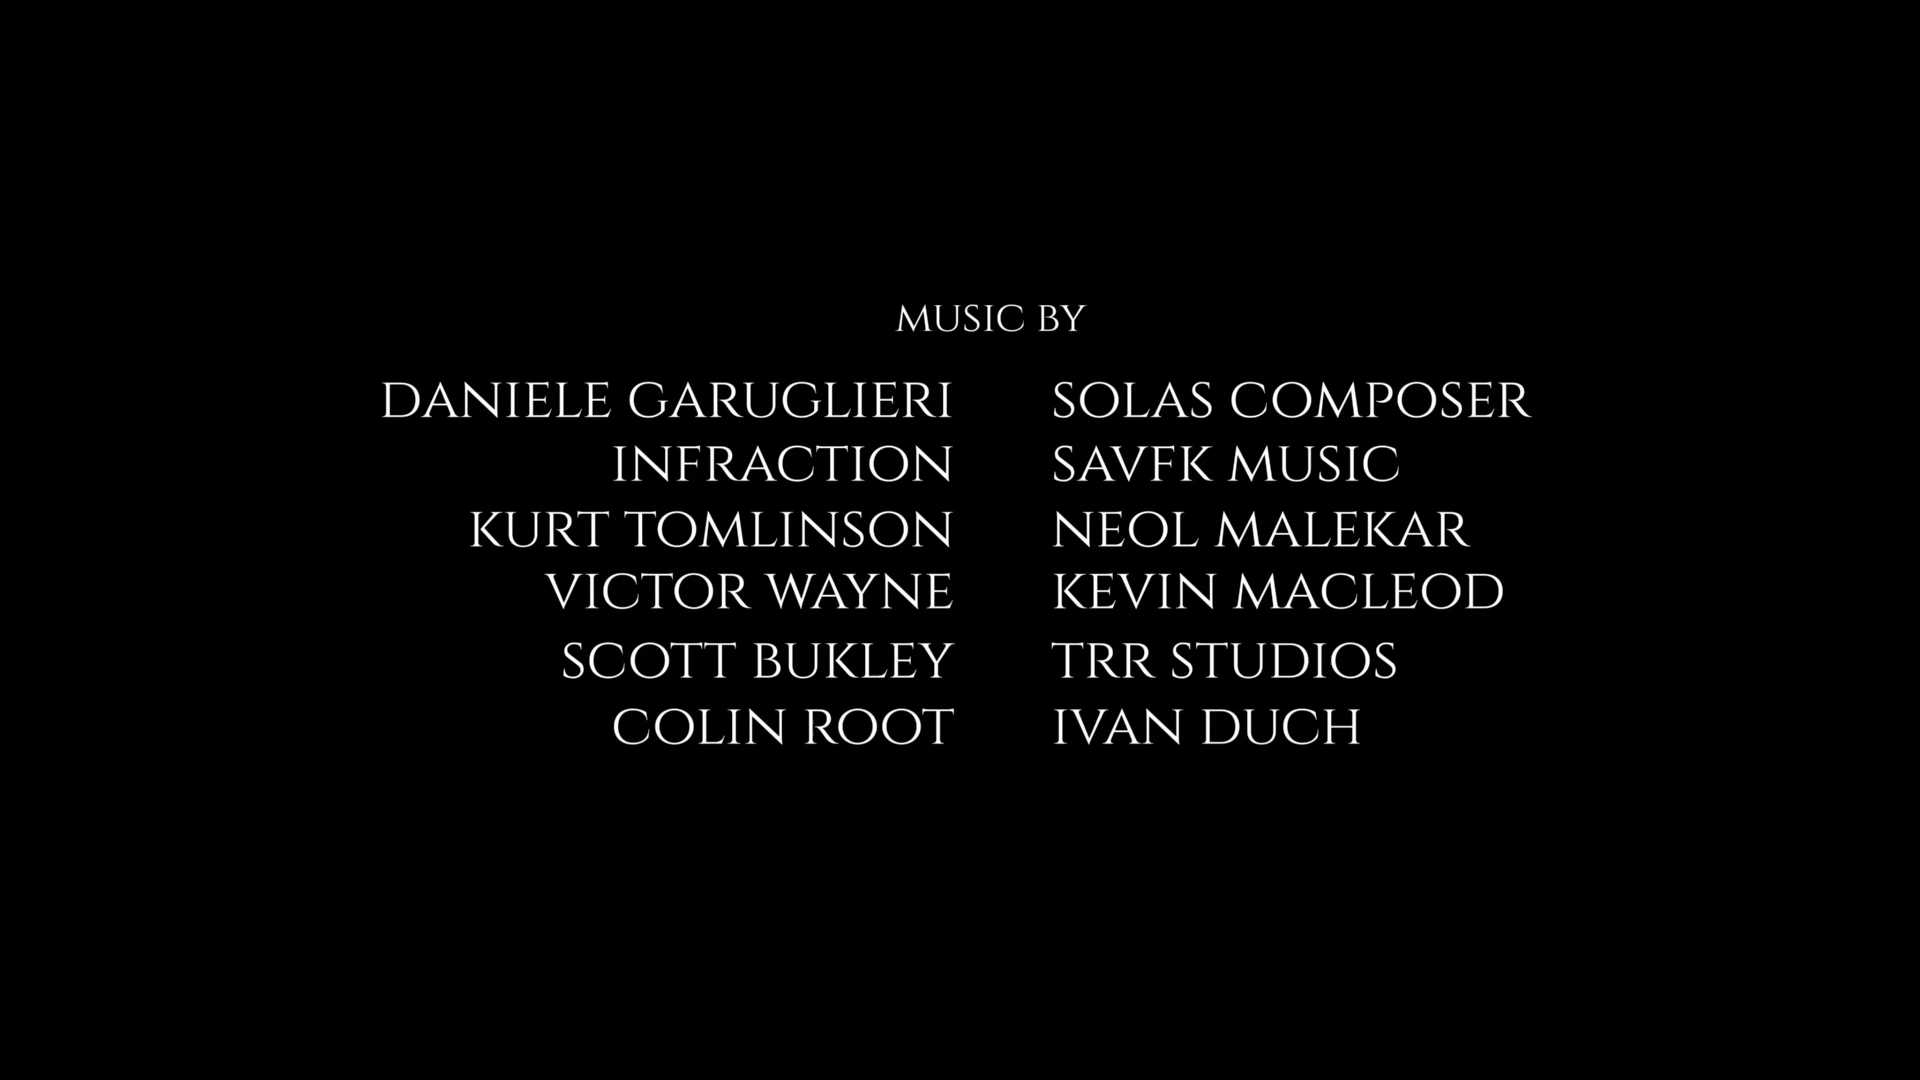 MUSIC BY
DANIELE GARUGLIERI SOLAS COMPOSER
INFRACTION SAVFK MUSIC
KURT TOMLINSON NEOL MALEKAR
VICTOR WAYNE KEVIN MACLEOD
SCOTT BUKLEY TRR STUDIOS
COLIN ROOT IVAN DUCH